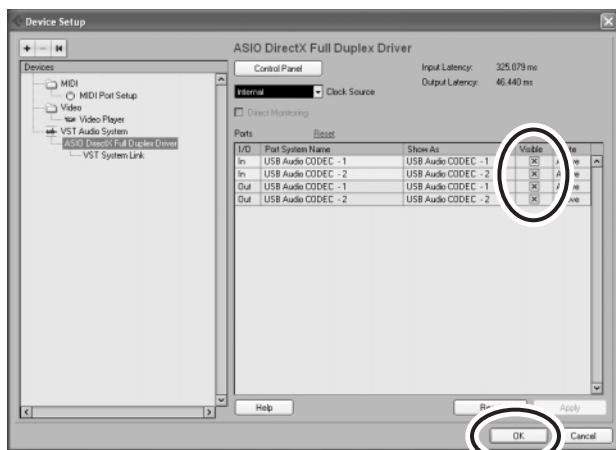 Device Setup
ASIO DirectX Full Duplex Driver
Devices
MIDI
MIDI Port Setup
Video
Video Player
VST Audio System
ASIO DirectX Full Duplex Driver
VST System Link
Control Panel
Input Latency: 325.079 ms
Output Latency: 46.440 ms
Internal Clock Source
Direct Monitoring
Ports Reset
I/O Port System Name Show As Visible
In USB Audio CODEC - 1 USB Audio CODEC - 1
In USB Audio CODEC - 2 USB Audio CODEC - 2
Out USB Audio CODEC - 1 USB Audio CODEC - 1
Out USB Audio CODEC - 2 USB Audio CODEC - 2
Help Apply
OK Cancel